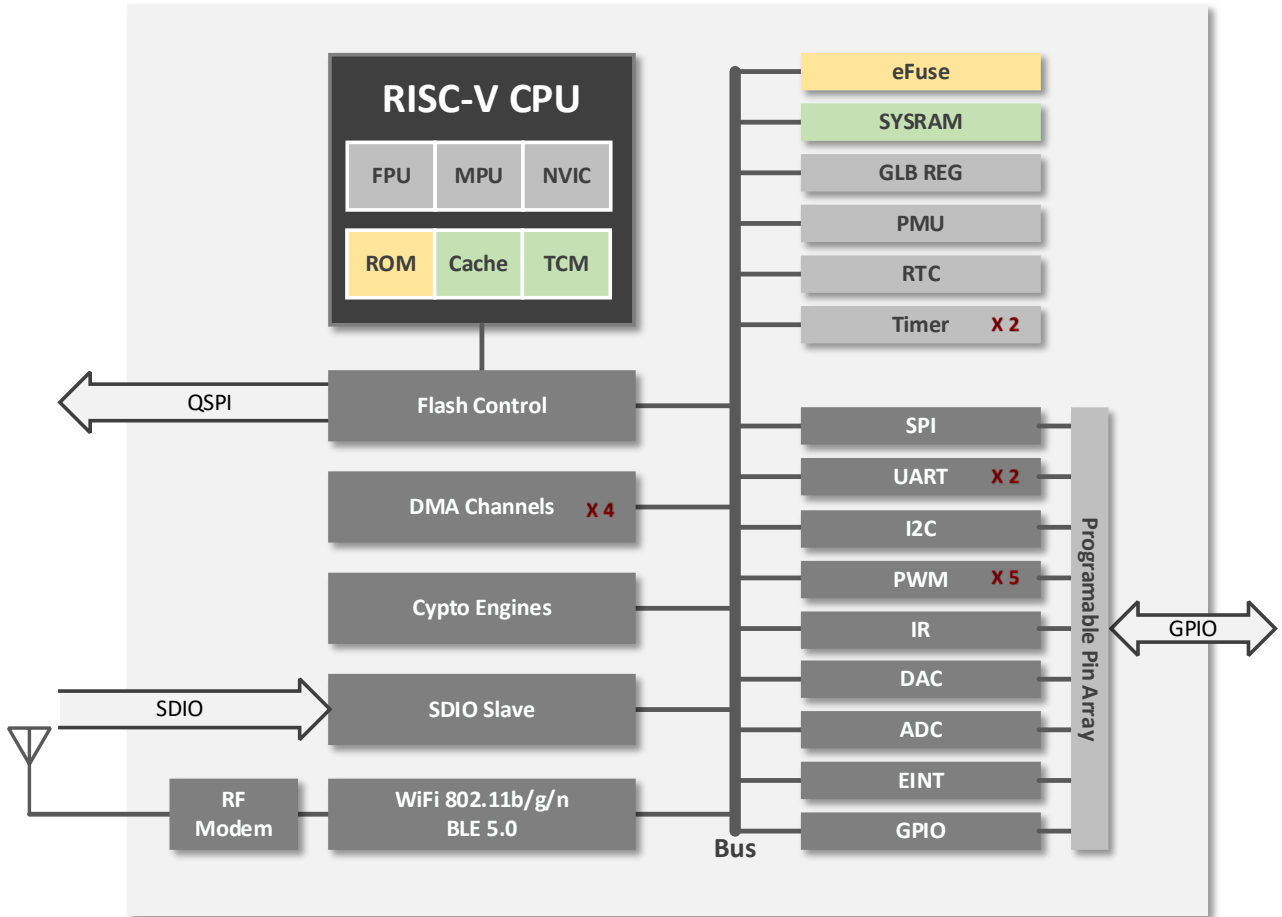 RISC-V CPU
FPU MPU NVIC
ROM Cache TCM
QSPI
Flash Control
DMA Channels X 4
Cypto Engines
SDIO
SDIO Slave
RF
Modem
WiFi 802.11b/g/n
BLE 5.0
Bus
eFuse
SYSRAM
GLB REG
PMU
RTC
Timer X 2
SPI
UART X 2
I2C
PWM X 5
IR
DAC
ADC
EINT
GPIO
Programable Pin Array
GPIO